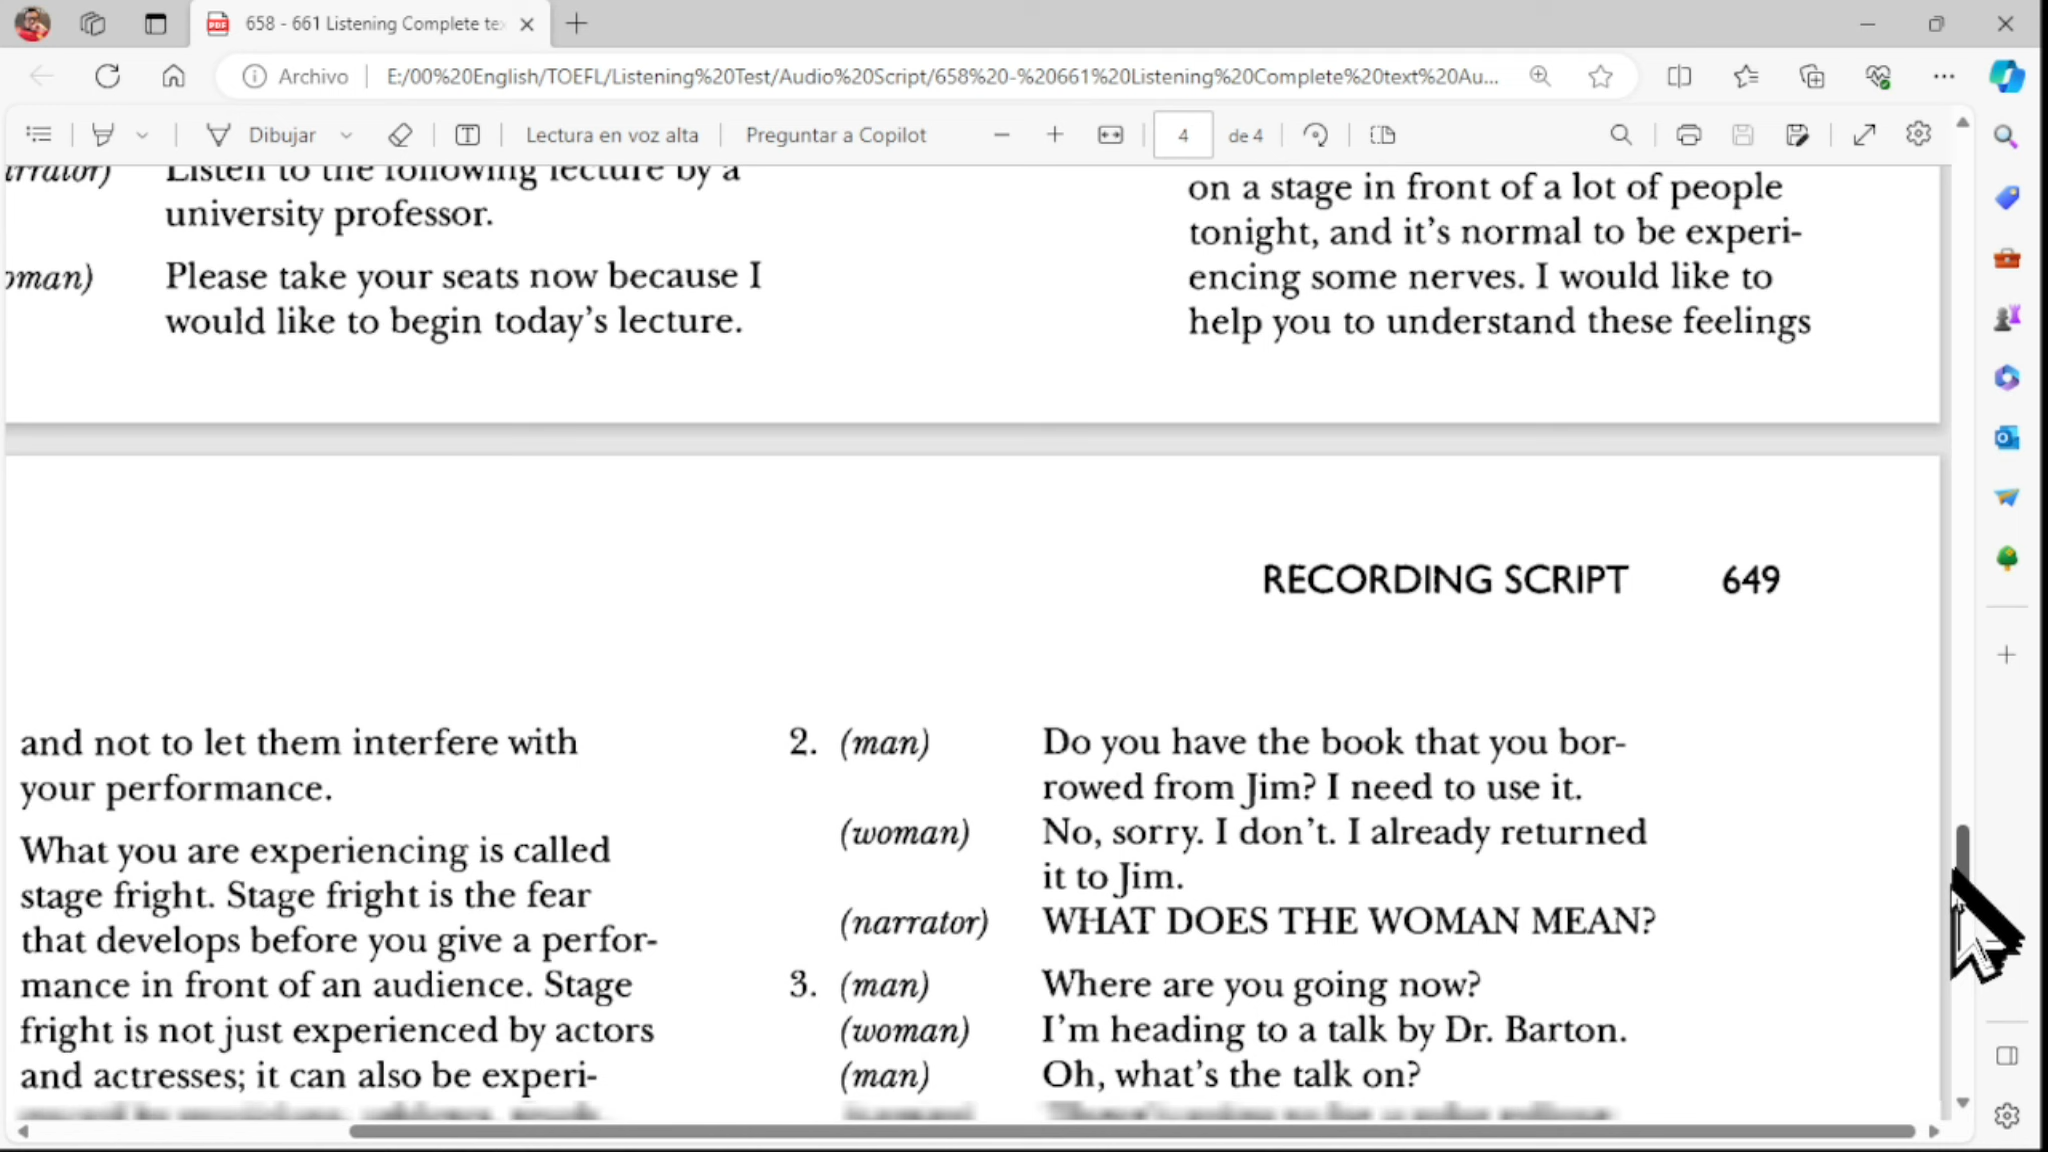 658 - 661 Listening Complete te
Archivo
E:/00%20English/TOEFL/Listening%20Test/Audio%20Script/658%20-%20661%20Listening%20Complete%20text%20Au...
Dibujar
Lectura en voz alta
Preguntar a Copilot
4
de 4
Listen to the following lecture by a
university professor.
Please take your seats now because I
would like to begin today's lecture.
on a stage in front of a lot of people
tonight, and it's normal to be experi-
encing some nerves. I would like to
help you to understand these feelings
RECORDING SCRIPT 649
and not to let them interfere with
your performance.
What you are experiencing is called
stage fright. Stage fright is the fear
that develops before you give a perfor-
mance in front of an audience. Stage
fright is not just experienced by actors
and actresses; it can also be experi-
2. (man) Do you have the book that you bor-
rowed from Jim? I need to use it.
(woman) No, sorry. I don't. I already returned
it to Jim.
(narrator) WHAT DOES THE WOMAN MEAN?
3. (man) Where are you going now?
(woman) I'm heading to a talk by Dr. Barton.
(man) Oh, what's the talk on?